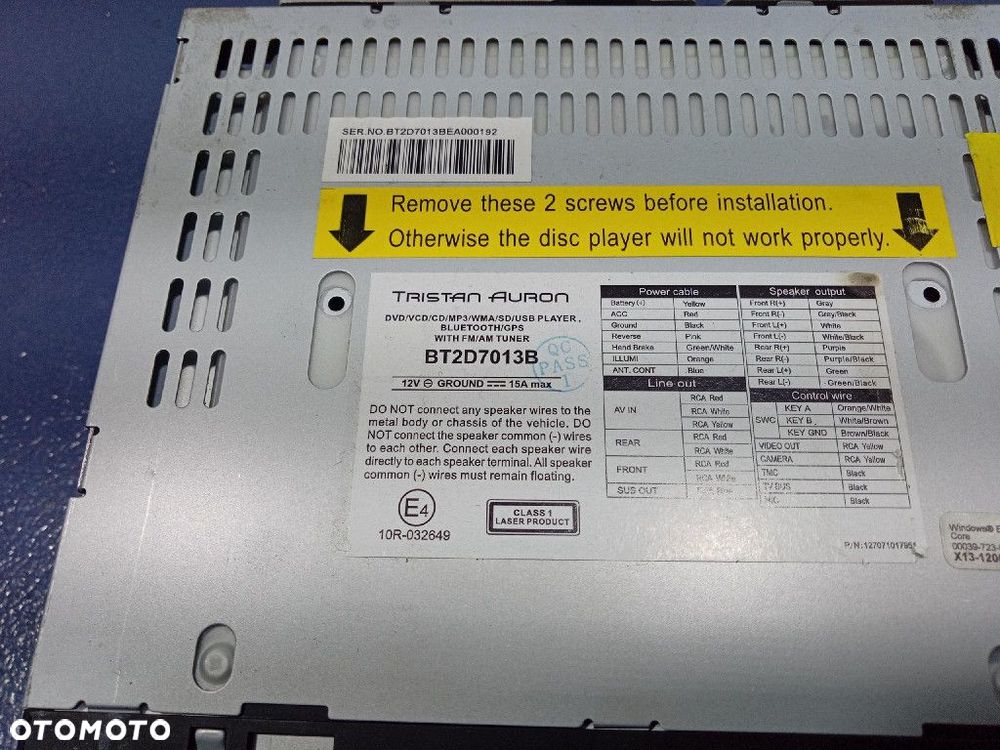 SER.NO.BT2D7013BEA000192
Remove these 2 screws before installation.
Otherwise the disc player will not work properly.
TRISTAN AURON
DVD/VCD/CD/MP3/WMA/SD/USB PLAYER,
BLUETOOTH/GPS
WITH FM/AM TUNER
BT2D7013B
QC
PASS
1
12V ⊖ GROUND 15A max
DO NOT connect any speaker wires to the
metal body or chassis of the vehicle. DO
NOT connect the speaker common (-) wires
to each other. Connect each speaker wire
directly to each speaker terminal. All speaker
common (-) wires must remain floating.
E4
10R-032649
CLASS 1
LASER PRODUCT
Power cable
Battery(+) Yellow
ACC Red
Ground Black
Reverse Pink
Hand Brake Green/White
ILLUMI Orange
ANT. CONT Blue
Line out
AV IN RCA Red
RCA White
RCA Yellow
REAR RCA Red
RCA White
FRONT RCA Red
RCA White
SUB OUT
Speaker output
Front R(+) Gray
Front R(-) Gray/Black
Front L(+) White
Front L(-) White/Black
Rear R(+) Purple
Rear R(-) Purple/Black
Rear L(+) Green
Rear L(-) Green/Black
Control wire
SWC KEY A Orange/White
KEY B White/Brown
KEY GND Brown/Black
VIDEO OUT RCA Yellow
CAMERA RCA Yellow
TMC Black
TV BUS Black
Black
P/N:127071017951
Windows® E
Core
00039-723-
X13-120
OTOMOTO